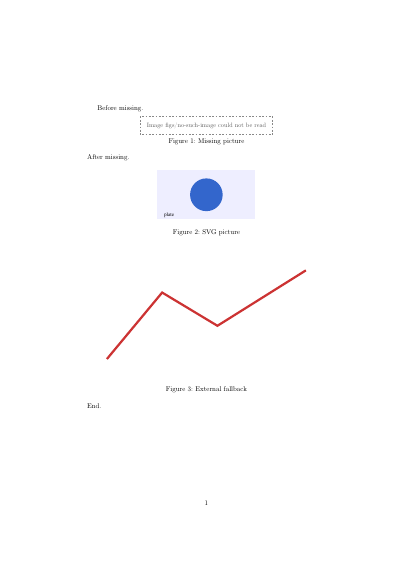 Before missing.
Image figs/no-such-image could not be read
Figure 1: Missing picture
After missing.
plate
Figure 2: SVG picture
Figure 3: External fallback
End.
1